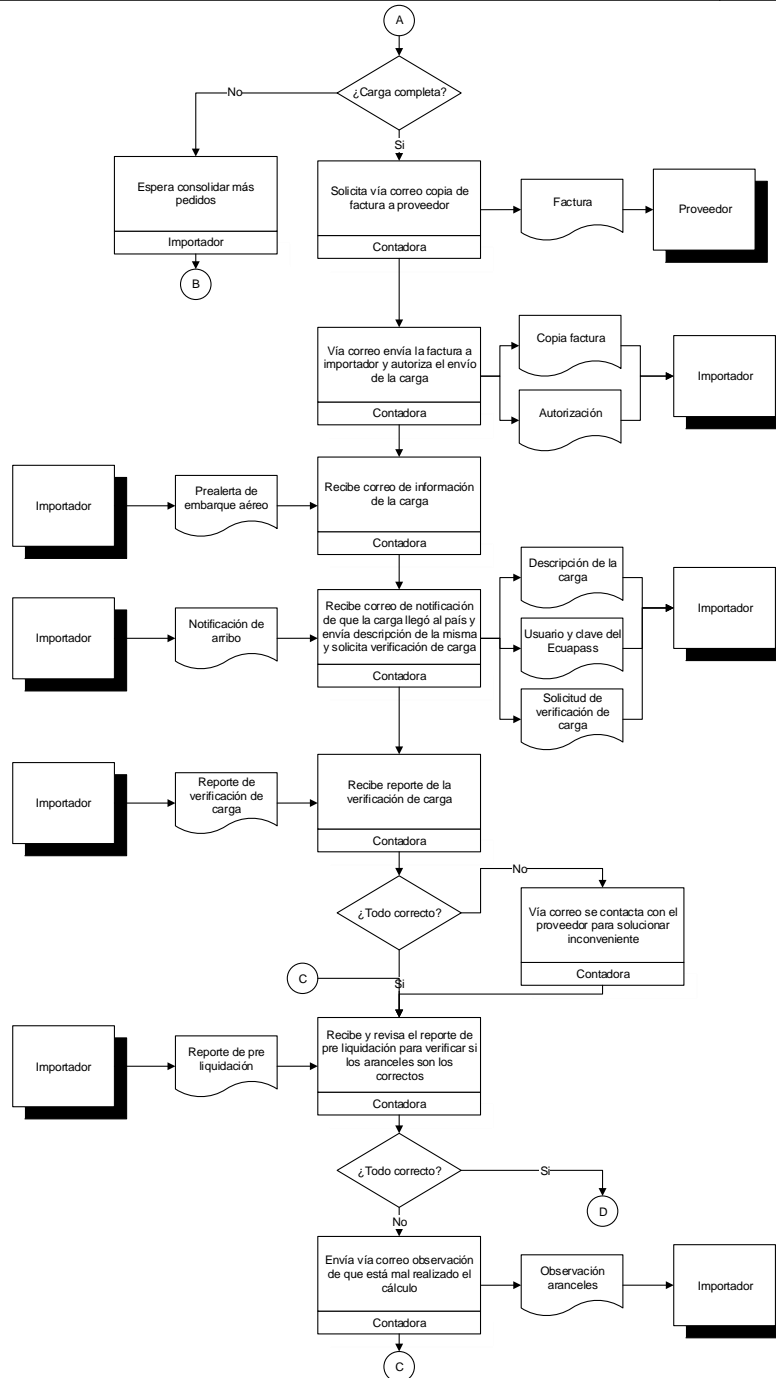 A
¿Carga completa?
No
Si
Espera consolidar más
pedidos
Importador
B
Solicita vía correo copia de
factura a proveedor
Contadora
Factura
Proveedor
Vía correo envía la factura a
importador y autoriza el envío
de la carga
Contadora
Copia factura
Autorización
Importador
Importador
Prealerta de
embarque aéreo
Recibe correo de información
de la carga
Contadora
Importador
Notificación de
arribo
Recibe correo de notificación
de que la carga llegó al país y
envía descripción de la misma
y solicita verificación de carga
Contadora
Descripción de la
carga
Usuario y clave del
Ecuapass
Solicitud de
verificación de
carga
Importador
Importador
Reporte de
verificación de
carga
Recibe reporte de la
verificación de carga
Contadora
¿Todo correcto?
No
Vía correo se contacta con el
proveedor para solucionar
inconveniente
Contadora
C
Si
Importador
Reporte de pre
liquidación
Recibe y revisa el reporte de
pre liquidación para verificar si
los aranceles son los
correctos
Contadora
¿Todo correcto?
Si
D
No
Envía vía correo observación
de que está mal realizado el
cálculo
Contadora
Observación
aranceles
Importador
C